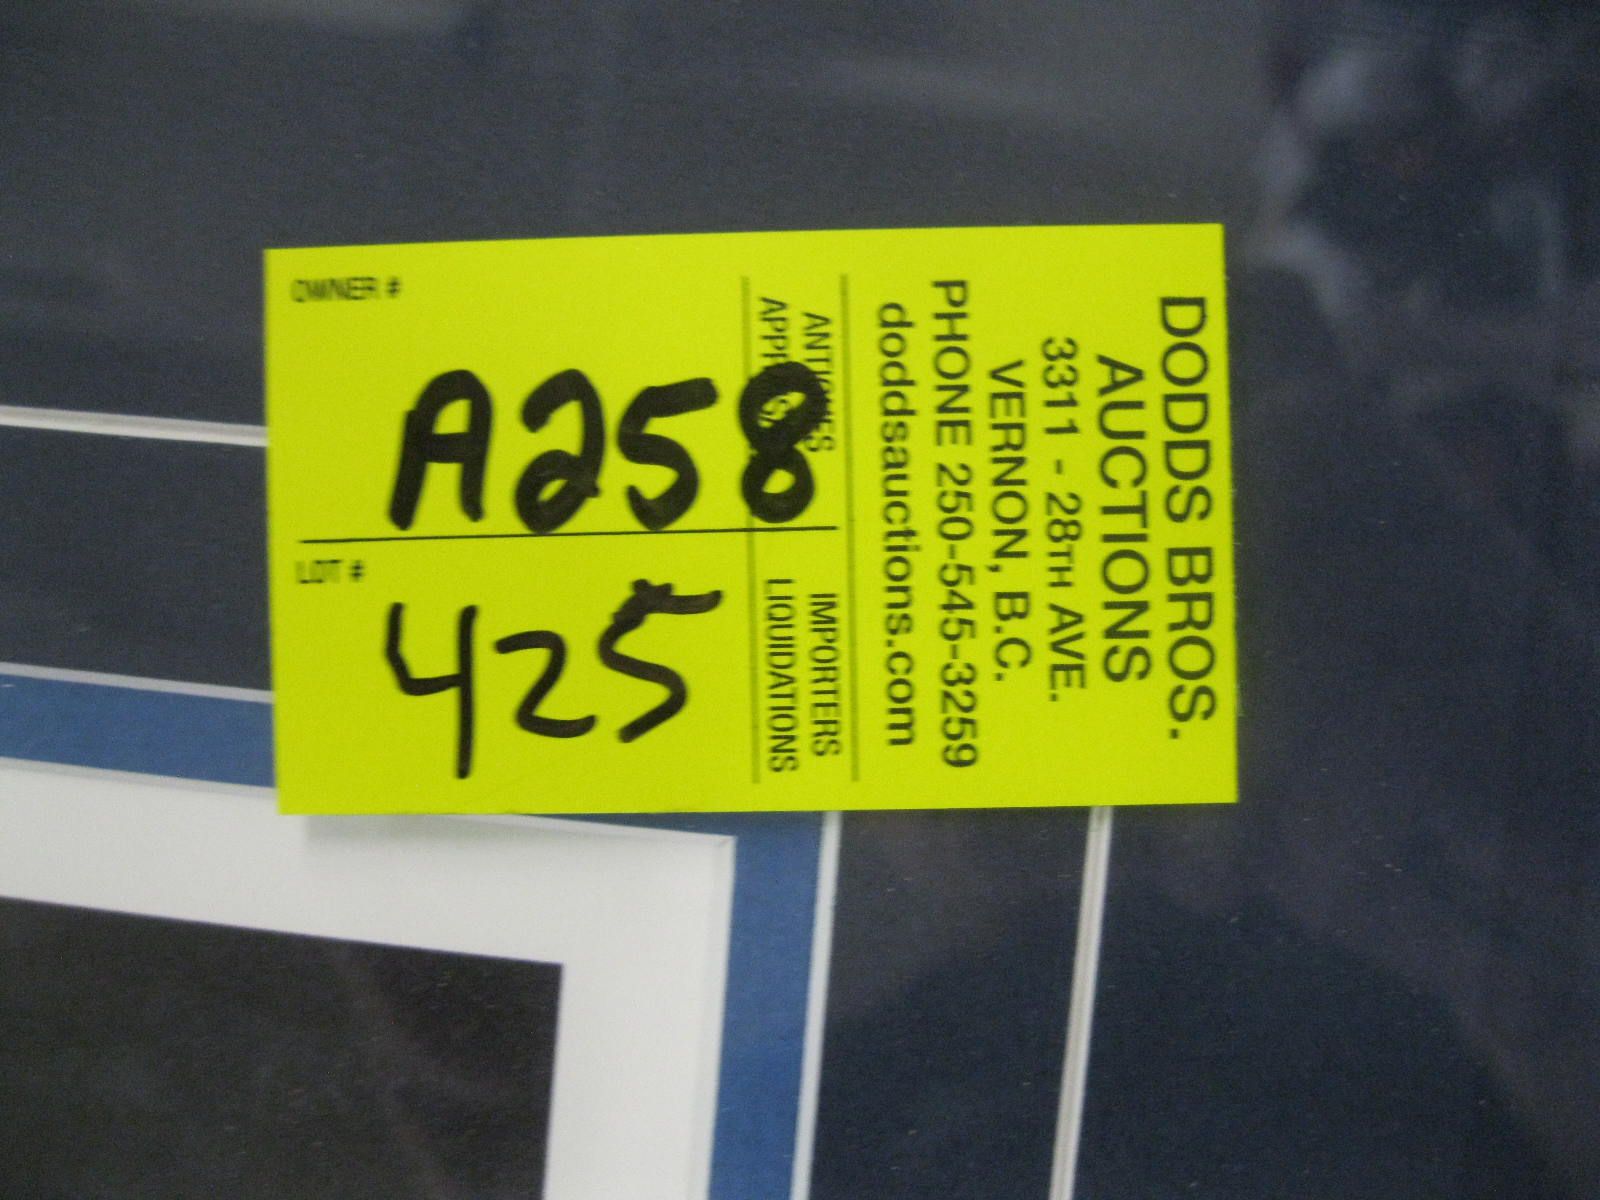 DODDS BROS.
AUCTIONS
3311 - 28TH AVE.
VERNON, B.C.
PHONE 250-545-3259
doddsauctions.com
ANTIQUES IMPORTERS
LIQUIDATIONS
OWNER #
A258
LOT #
425